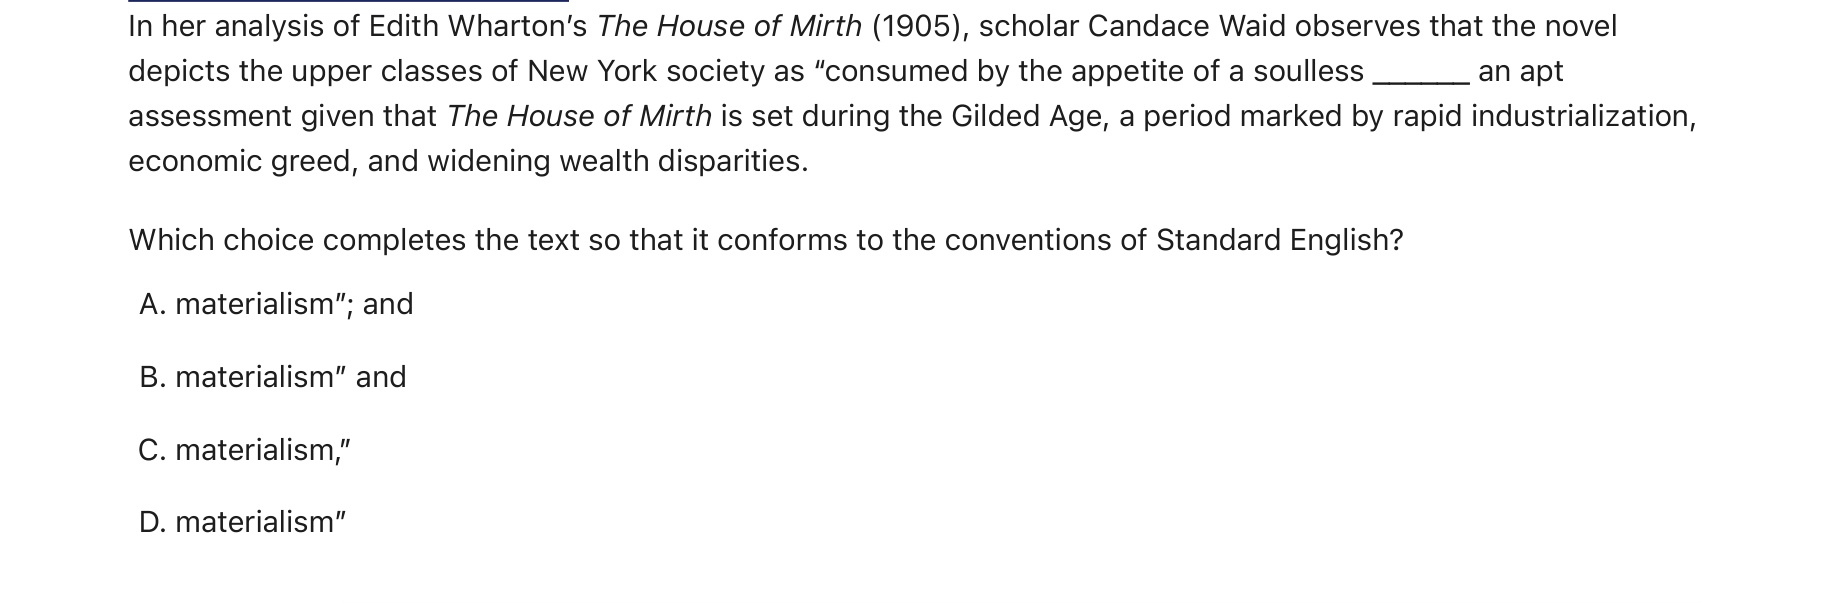 In her analysis of Edith Wharton's The House of Mirth (1905), scholar Candace Waid observes that the novel
depicts the upper classes of New York society as “consumed by the appetite of a soulless ______ an apt
assessment given that The House of Mirth is set during the Gilded Age, a period marked by rapid industrialization,
economic greed, and widening wealth disparities.
Which choice completes the text so that it conforms to the conventions of Standard English?
A. materialism”; and
B. materialism” and
C. materialism,”
D. materialism”